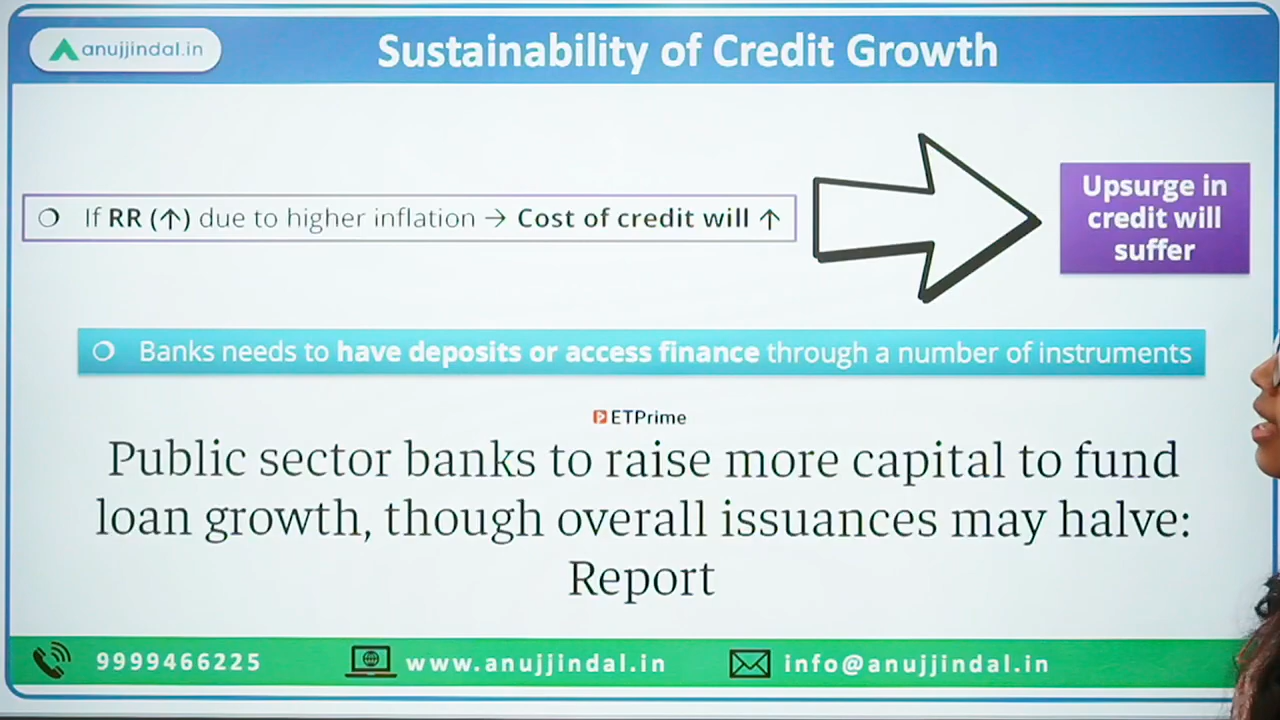 anujjindal.in
Sustainability of Credit Growth
If RR (↑) due to higher inflation → Cost of credit will ↑
Upsurge in
credit will
suffer
Banks needs to have deposits or access finance through a number of instruments
ETPrime
Public sector banks to raise more capital to fund
loan growth, though overall issuances may halve:
Report
9999466225
www.anujjindal.in
info@anujjindal.in